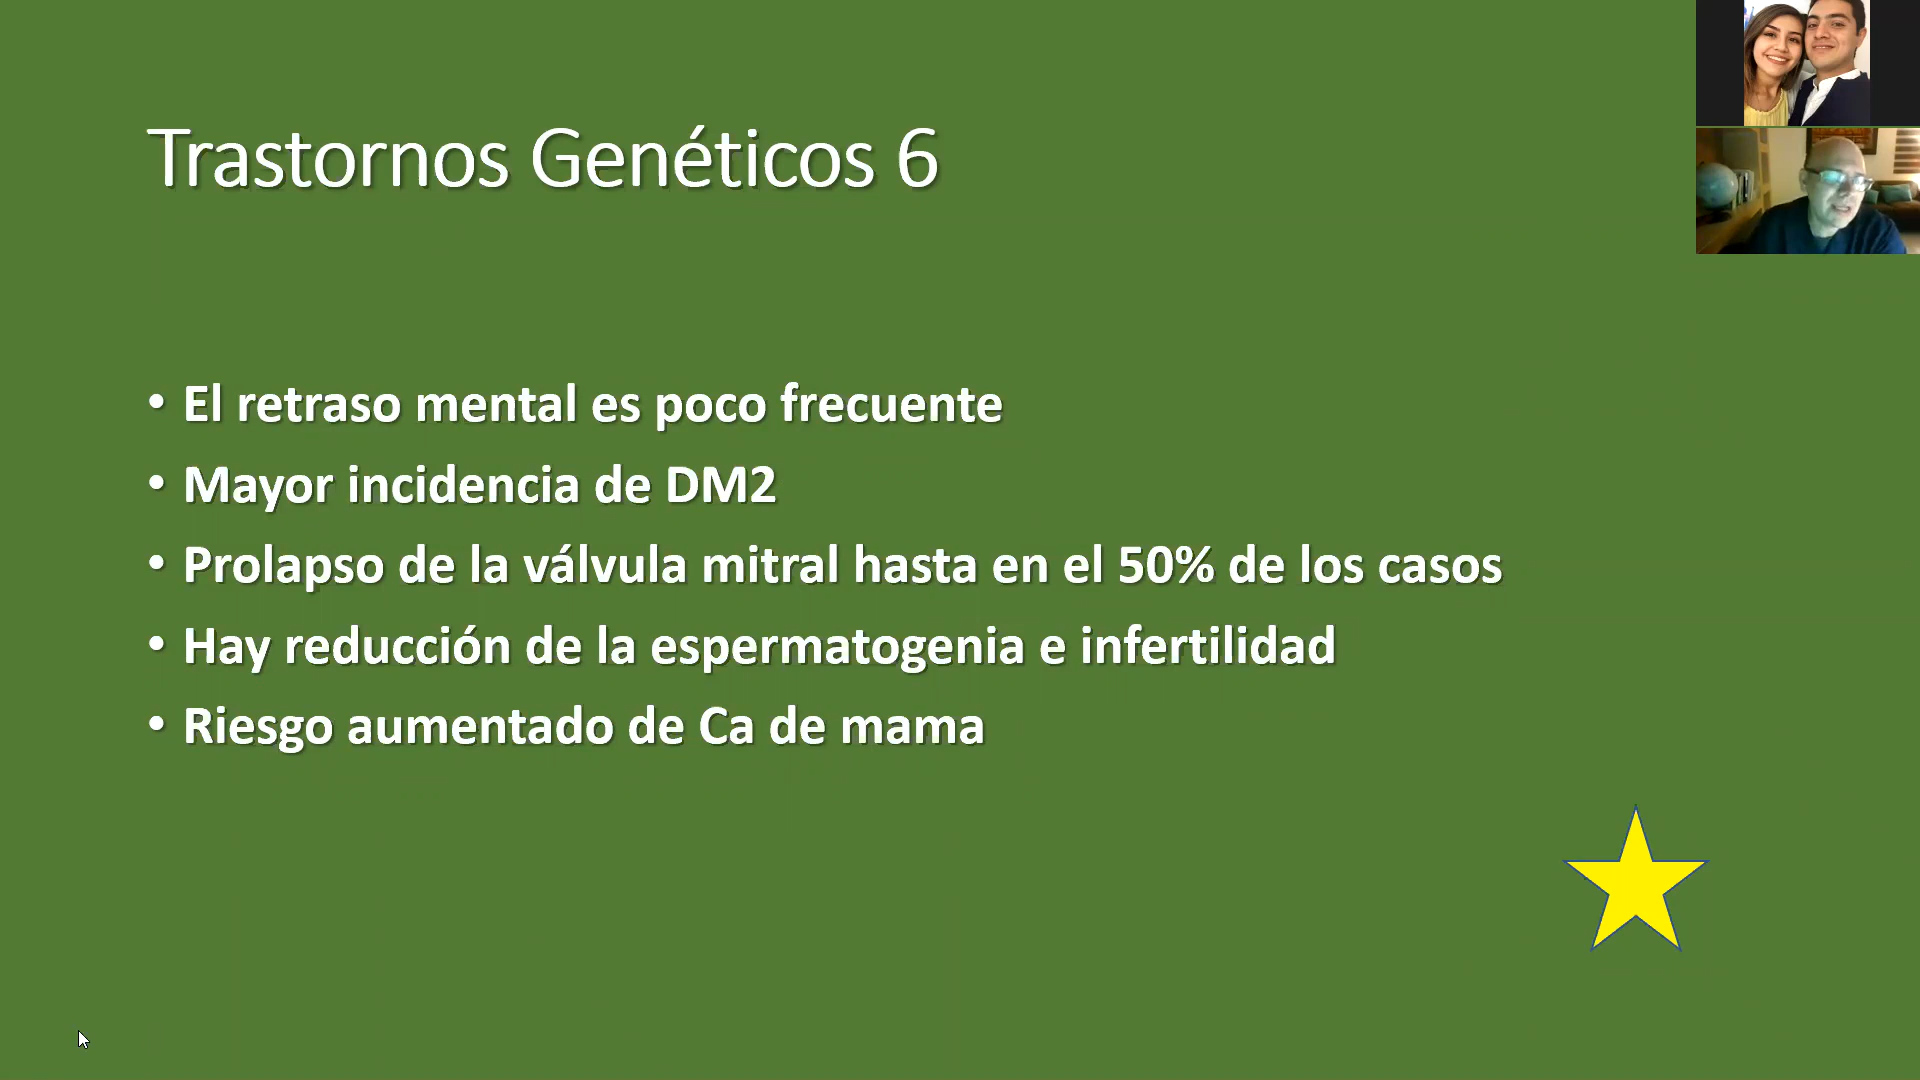 Trastornos Genéticos 6
• El retraso mental es poco frecuente
• Mayor incidencia de DM2
• Prolapso de la válvula mitral hasta en el 50% de los casos
• Hay reducción de la espermatogenia e infertilidad
• Riesgo aumentado de Ca de mama